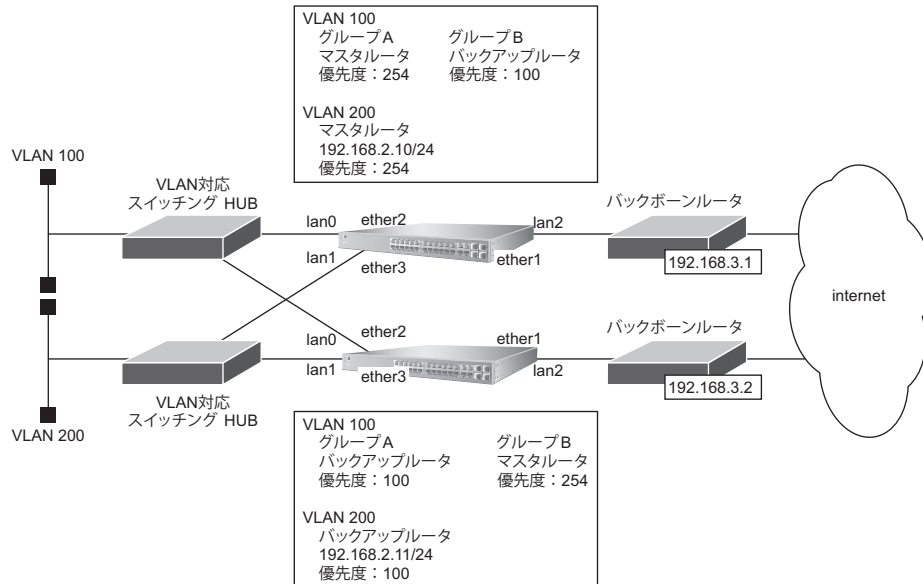 VLAN 100
グループA グループB
マスタルータ バックアップルータ
優先度：254 優先度：100
VLAN 200
マスタルータ
192.168.2.10/24
優先度：254
VLAN 100
VLAN対応
スイッチング HUB
lan0
ether2
lan2
バックボーンルータ
lan1
ether3
ether1
192.168.3.1
internet
lan0
ether2
ether1
バックボーンルータ
lan1
ether3
lan2
192.168.3.2
VLAN 200
VLAN対応
スイッチング HUB
VLAN 100
グループA グループB
バックアップルータ マスタルータ
優先度：100 優先度：254
VLAN 200
バックアップルータ
192.168.2.11/24
優先度：100